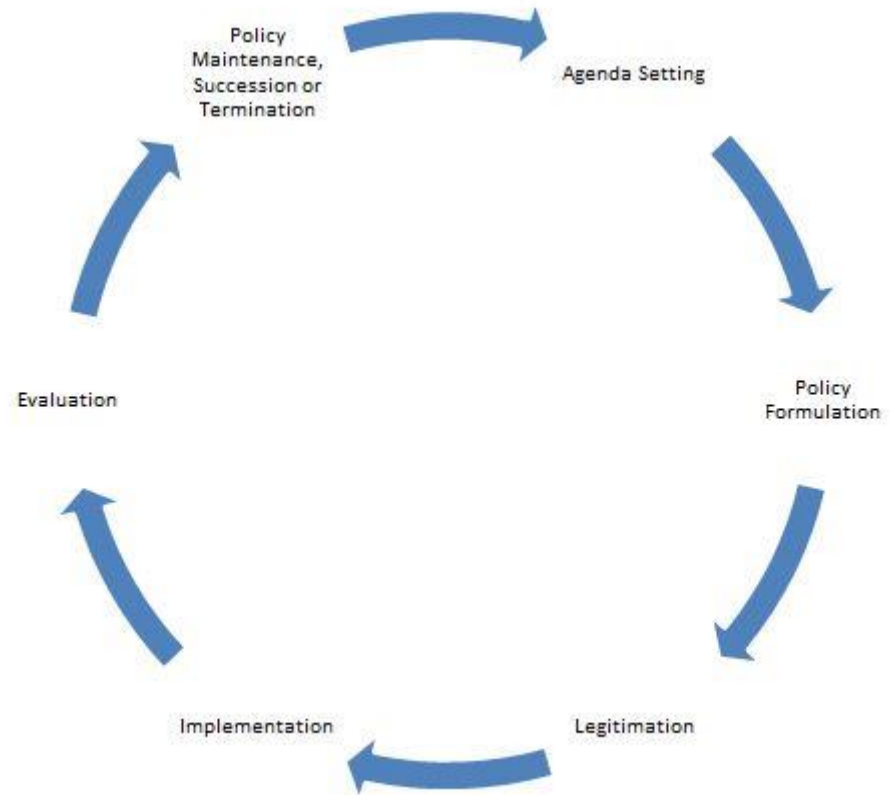 Policy
Maintenance,
Succession or
Termination
Agenda Setting
Policy
Formulation
Legitimation
Implementation
Evaluation